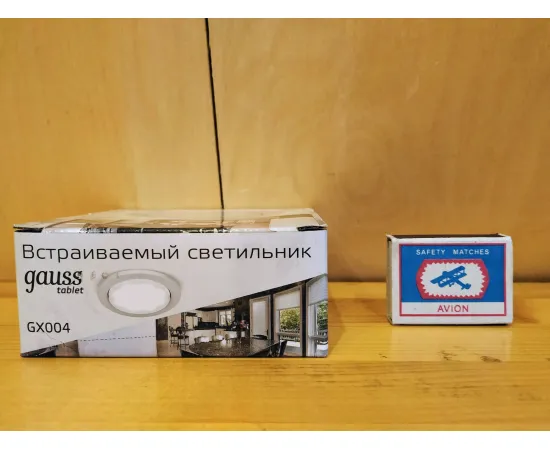 Встраиваемый светильник
gauss
tablet
GX004
SAFETY MATCHES
AVION